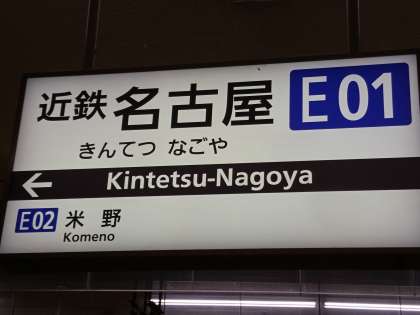 近鉄名古屋 E01
きんてつ なごや
← Kintetsu-Nagoya
E02 米野
Komeno